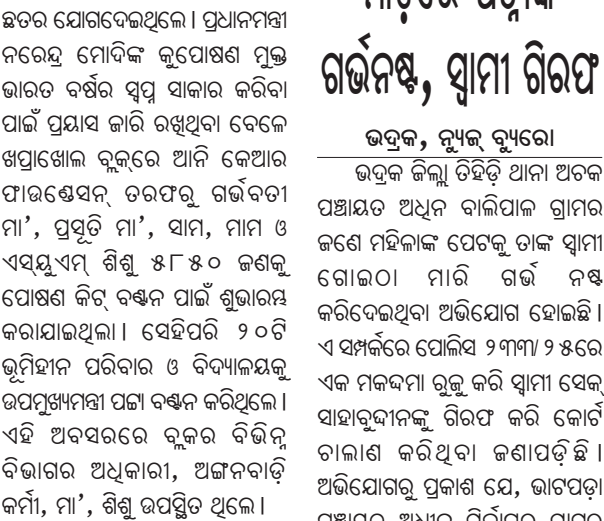 ଛତର ଯୋଗଦେଇଥିଲେ। ପ୍ରଧାନମନ୍ତ୍ରୀ
ନରେନ୍ଦ୍ର ମୋଦିଙ୍କ କୁପୋଷଣ ମୁକ୍ତ
ଭାରତ ବର୍ଷର ସ୍ୱପ୍ନ ସାକାର କରିବା
ପାଇଁ ପ୍ରୟାସ ଜାରି ରଖିଥିବା ବେଳେ
ଖପ୍ରାଖୋଲ ବ୍ଲକ୍‌ରେ ଆନି କେଆର
ଫାଉଣ୍ଡେସନ୍ ତରଫରୁ ଗର୍ଭବତୀ
ମା’, ପ୍ରସୂତି ମା’, ସାମ, ମାମ ଓ
ଏସ୍‌ୟୁଏମ୍ ଶିଶୁ ୫୮୫୦ ଜଣକୁ
ପୋଷଣ କିଟ୍ ବଣ୍ଟନ ପାଇଁ ଶୁଭାରମ୍ଭ
କରାଯାଇଥିଲା। ସେହିପରି ୨୦ଟି
ଭୂମିହୀନ ପରିବାର ଓ ବିଦ୍ୟାଳୟକୁ
ଉପମୁଖ୍ୟମନ୍ତ୍ରୀ ପଟ୍ଟା ବଣ୍ଟନ କରିଥିଲେ।
ଏହି ଅବସରରେ ବ୍ଲକର ବିଭିନ୍ନ
ବିଭାଗର ଅଧିକାରୀ, ଅଙ୍ଗନବାଡ଼ି
କର୍ମୀ, ମା’, ଶିଶୁ ଉପସ୍ଥିତ ଥିଲେ।
ଗର୍ଭନଷ୍ଟ, ସ୍ୱାମୀ ଗିରଫ
ଭଦ୍ରକ, ନ୍ୟୁଜ୍ ବ୍ୟୁରୋ
ଭଦ୍ରକ ଜିଲ୍ଲା ତିହିଡ଼ି ଥାନା ଅଚକ
ପଞ୍ଚାୟତ ଅଧିନ ବାଲିପାଳ ଗ୍ରାମର
ଜଣେ ମହିଳାଙ୍କ ପେଟକୁ ତାଙ୍କ ସ୍ୱାମୀ
ଗୋଇଠା ମାରି ଗର୍ଭ ନଷ୍ଟ
କରିଦେଇଥିବା ଅଭିଯୋଗ ହୋଇଛି।
ଏ ସମ୍ପର୍କରେ ପୋଲିସ ୨୩୩/୨୫ରେ
ଏକ ମକଦ୍ଦମା ରୁଜୁ କରି ସ୍ୱାମୀ ସେକ୍
ସାହାବୁଦ୍ଦୀନଙ୍କୁ ଗିରଫ କରି କୋର୍ଟ
ଚାଲାଣ କରିଥିବା ଜଣାପଡ଼ିଛି।
ଅଭିଯୋଗରୁ ପ୍ରକାଶ ଯେ, ଭାଟପଡ଼ା